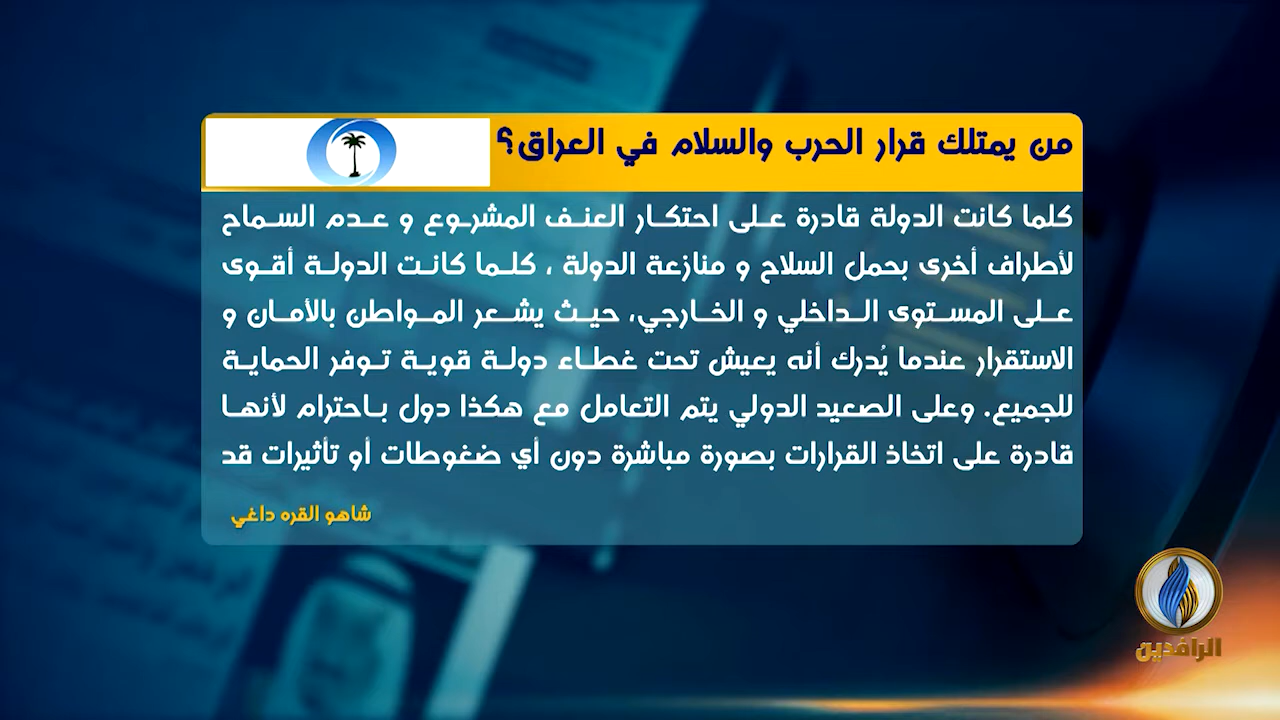 من يمتلك قرار الحرب والسلام في العراق؟
كلما كانت الدولة قادرة على احتكار العنف المشروع و عدم السماح
لأطراف أخرى بحمل السلاح و منازعة الدولة ، كلما كانت الدولة أقوى
على المستوى الداخلي و الخارجي، حيث يشعر المواطن بالأمان و
الاستقرار عندما يُدرك أنه يعيش تحت غطاء دولة قوية توفر الحماية
للجميع. وعلى الصعيد الدولي يتم التعامل مع هكذا دول باحترام لأنها
قادرة على اتخاذ القرارات بصورة مباشرة دون أي ضغوطات أو تأثيرات قد
شاهو القره داغي
الرافدين